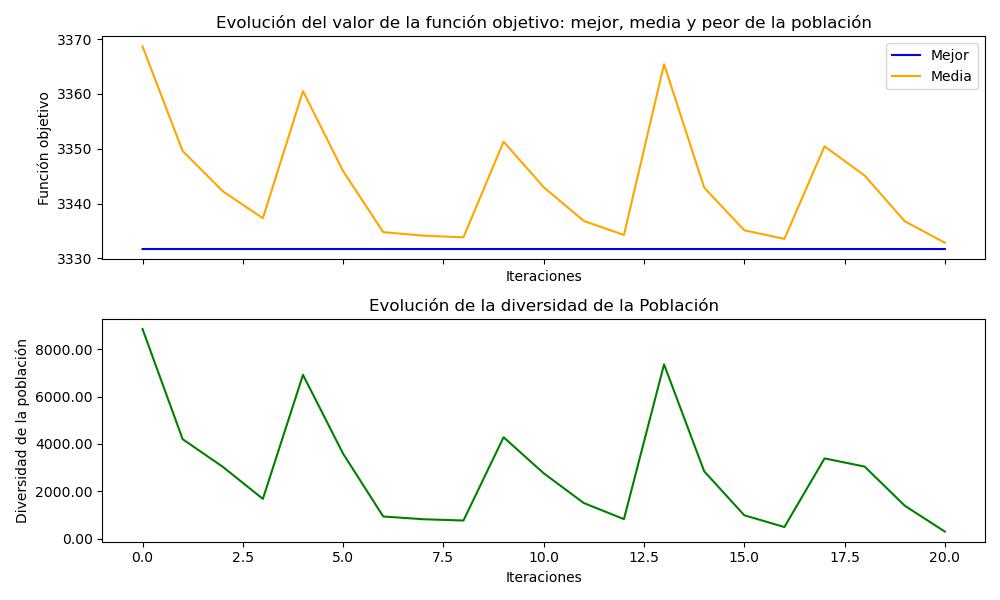 Evolución del valor de la función objetivo: mejor, media y peor de la población
Función objetivo
3370
3360
3350
3340
3330
Mejor
Media
Iteraciones
Evolución de la diversidad de la Población
Diversidad de la población
8000.00
6000.00
4000.00
2000.00
0.00
0.0 2.5 5.0 7.5 10.0 12.5 15.0 17.5 20.0
Iteraciones